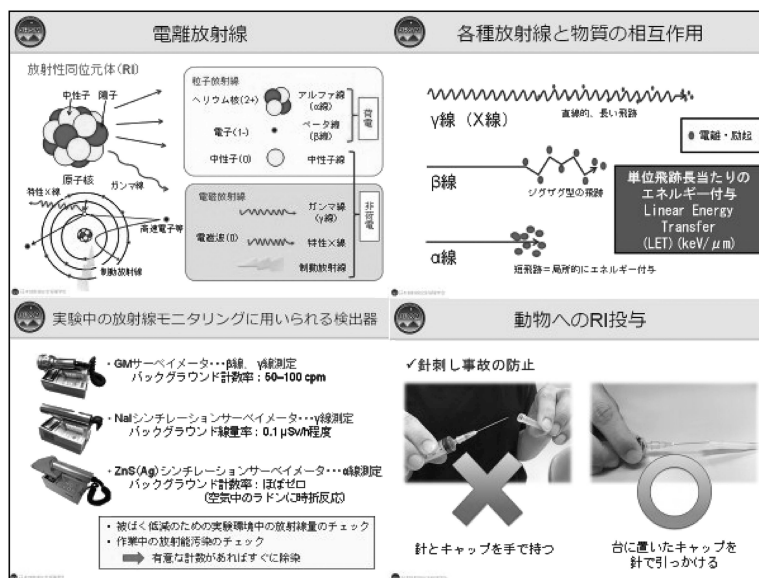 電離放射線
放射性同位元体(RI)
中性子 陽子
原子核
ガンマ線
特性X線
高速電子等
制動放射線
粒子放射線
ヘリウム核(2+)
アルファ線
(α線)
電子(1-)
ベータ線
(β線)
荷電
中性子(0)
中性子線
電磁放射線
電磁波(0)
ガンマ線
(γ線)
特性X線
制動放射線
非荷電
各種放射線と物質の相互作用
γ線(X線)
直線的、長い飛跡
電離・励起
β線
ジグザグ型の飛跡
α線
短飛跡=局所的にエネルギー付与
単位飛跡長当たりの
エネルギー付与
Linear Energy
Transfer
(LET)(keV/μm)
実験中の放射線モニタリングに用いられる検出器
・GMサーベイメータ・・・β線、γ線測定
バックグラウンド計数率:50–100 cpm
・NaIシンチレーションサーベイメータ・・・γ線測定
バックグラウンド線量率:0.1 μSv/h程度
・ZnS(Ag)シンチレーションサーベイメータ・・・α線測定
バックグラウンド計数率:ほぼゼロ
(空気中のラドンに時折反応)
・被ばく低減のための実験環境中の放射線量のチェック
・作業中の放射能汚染のチェック
有意な計数があればすぐに除染
動物へのRI投与
✓針刺し事故の防止
針とキャップを手で持つ
台に置いたキャップを
針で引っかける